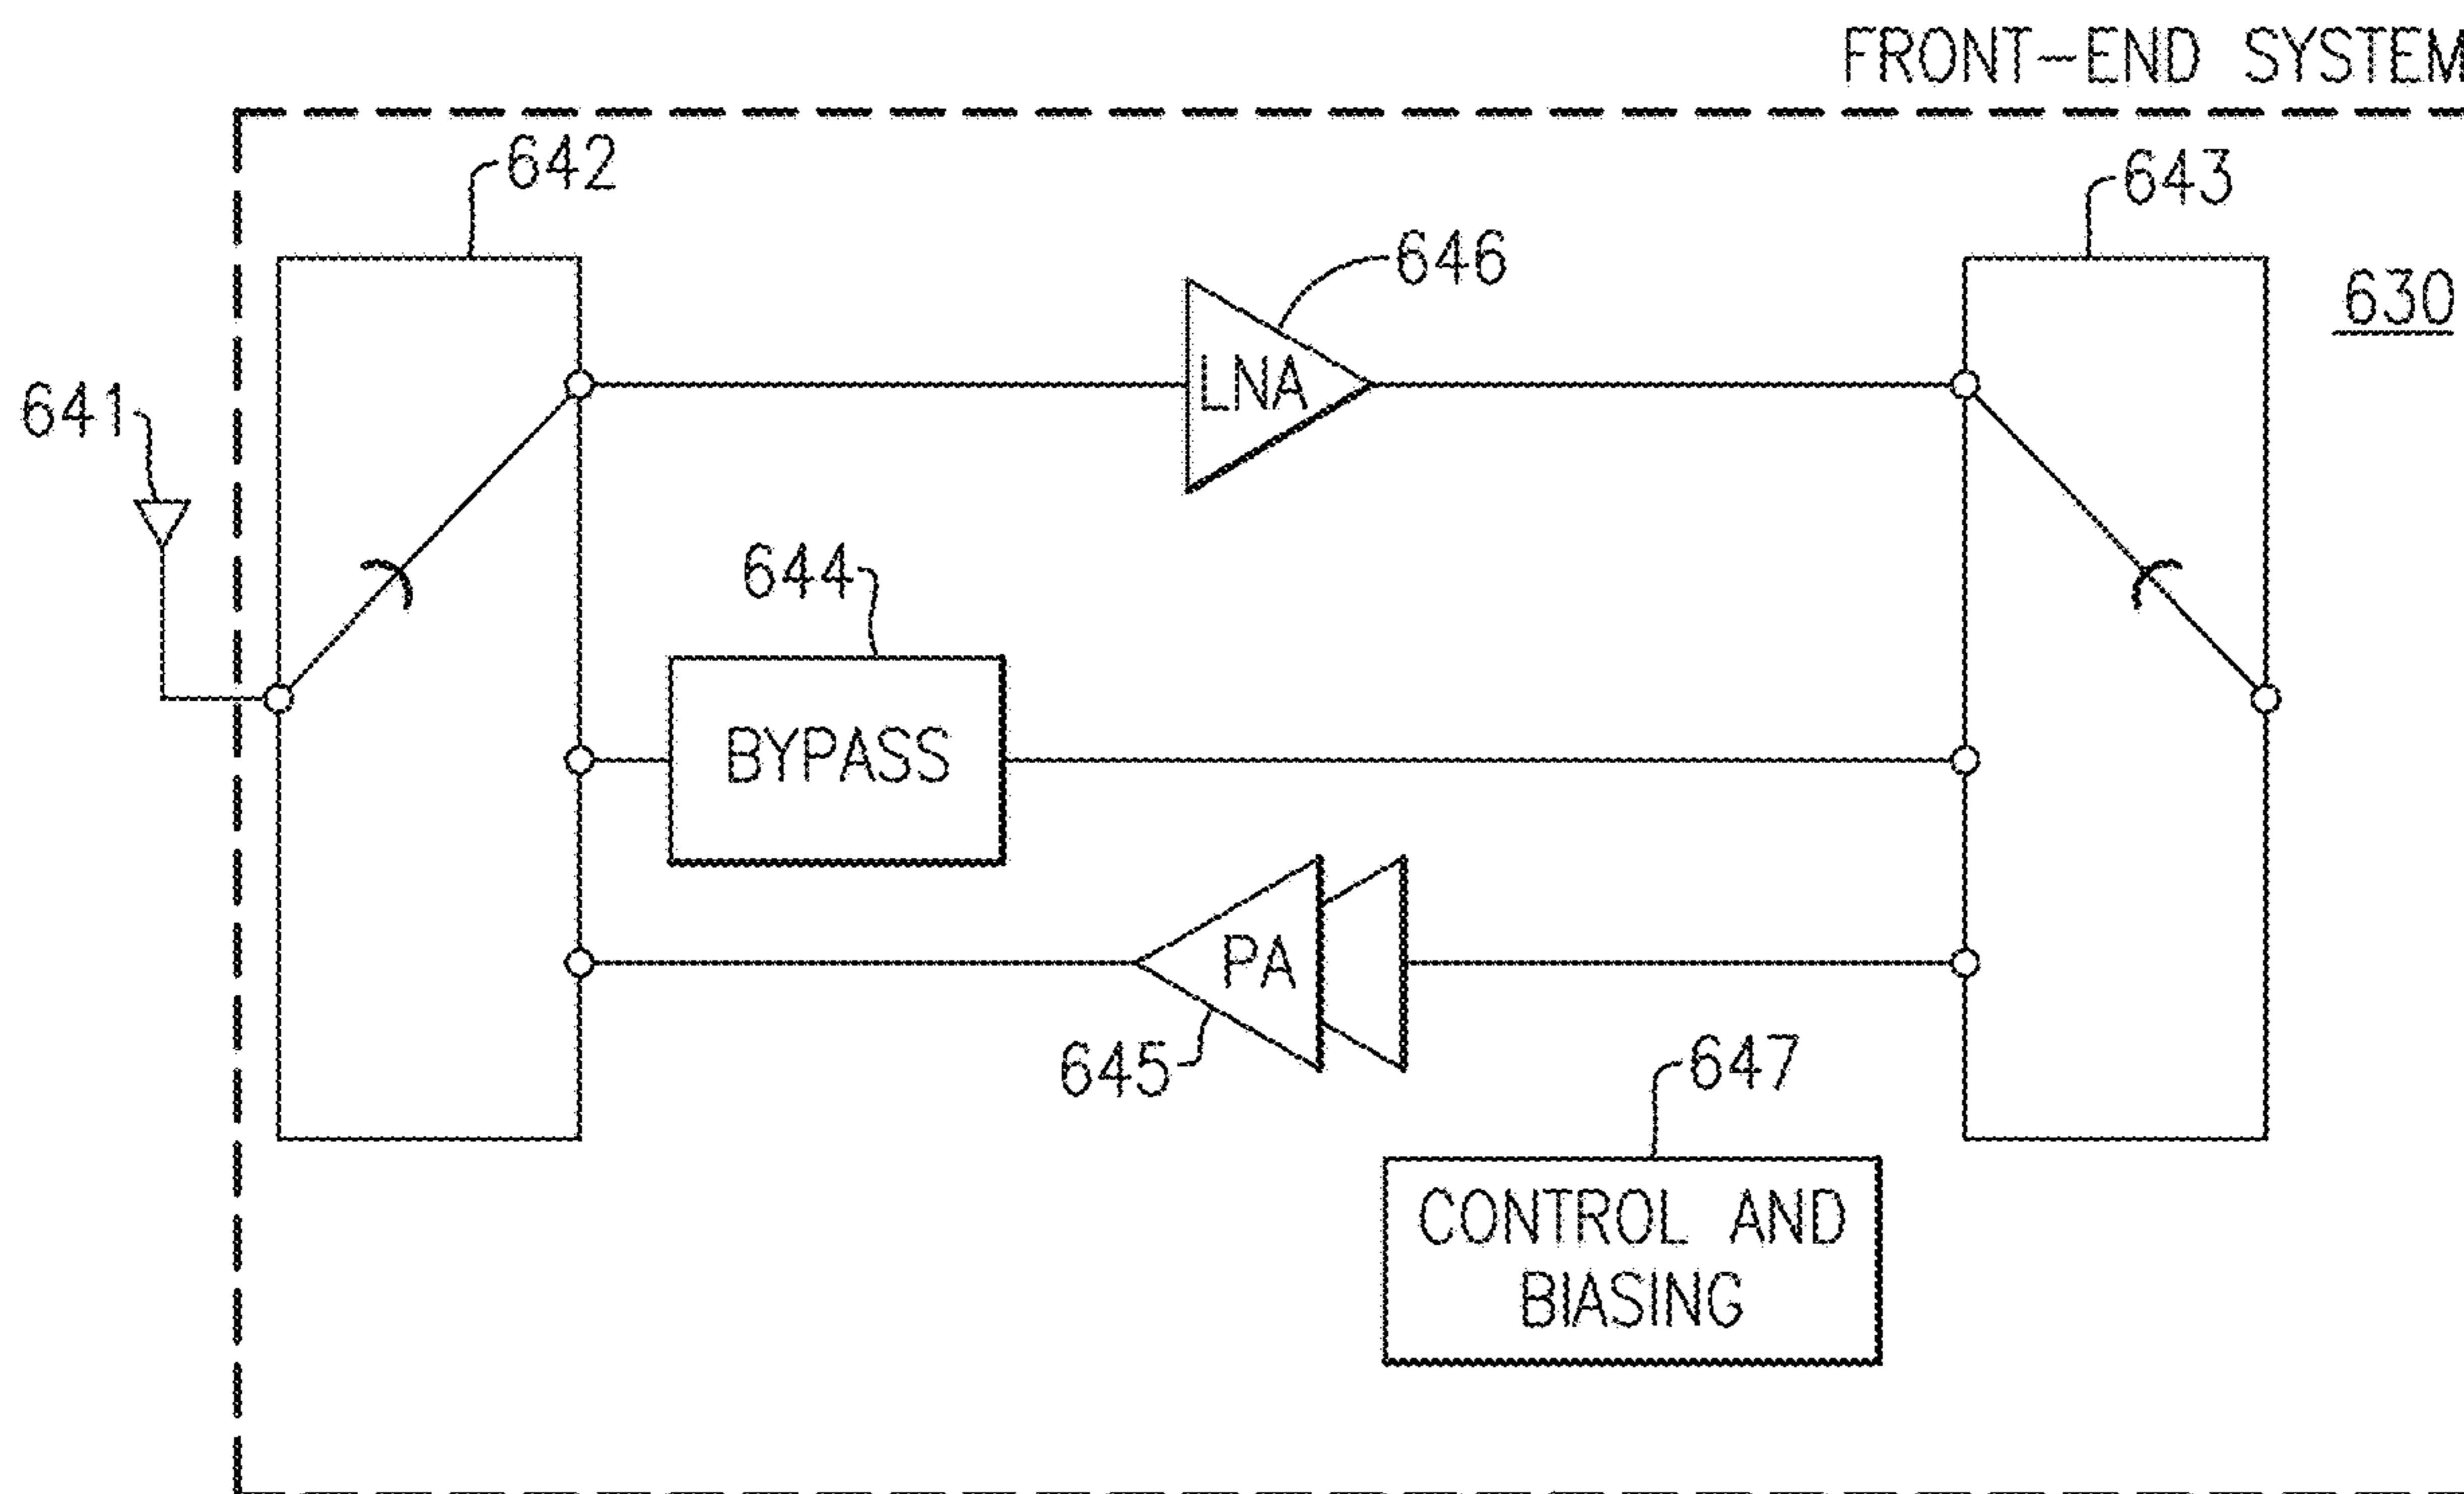 FRONT-END SYSTEM
642
643
646
630
LNA
641
644
BYPASS
PA
645
647
CONTROL AND
BIASING